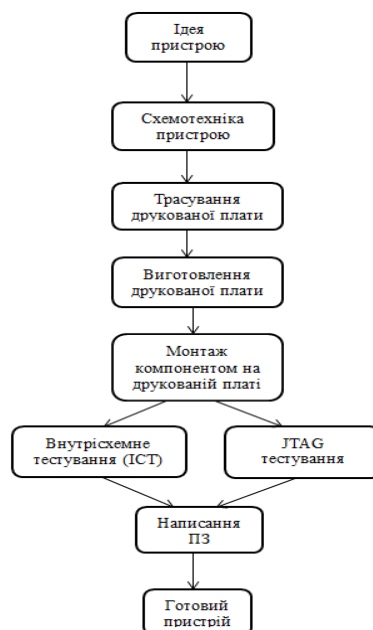 Ідея
пристрою
Схемотехніка
пристрою
Трасування
друкованої плати
Виготовлення
друкованої плати
Монтаж
компонентом на
друкованій платі
Внутрісхемне
тестування (ICT)
JTAG
тестування
Написання
ПЗ
Готовий
пристрій